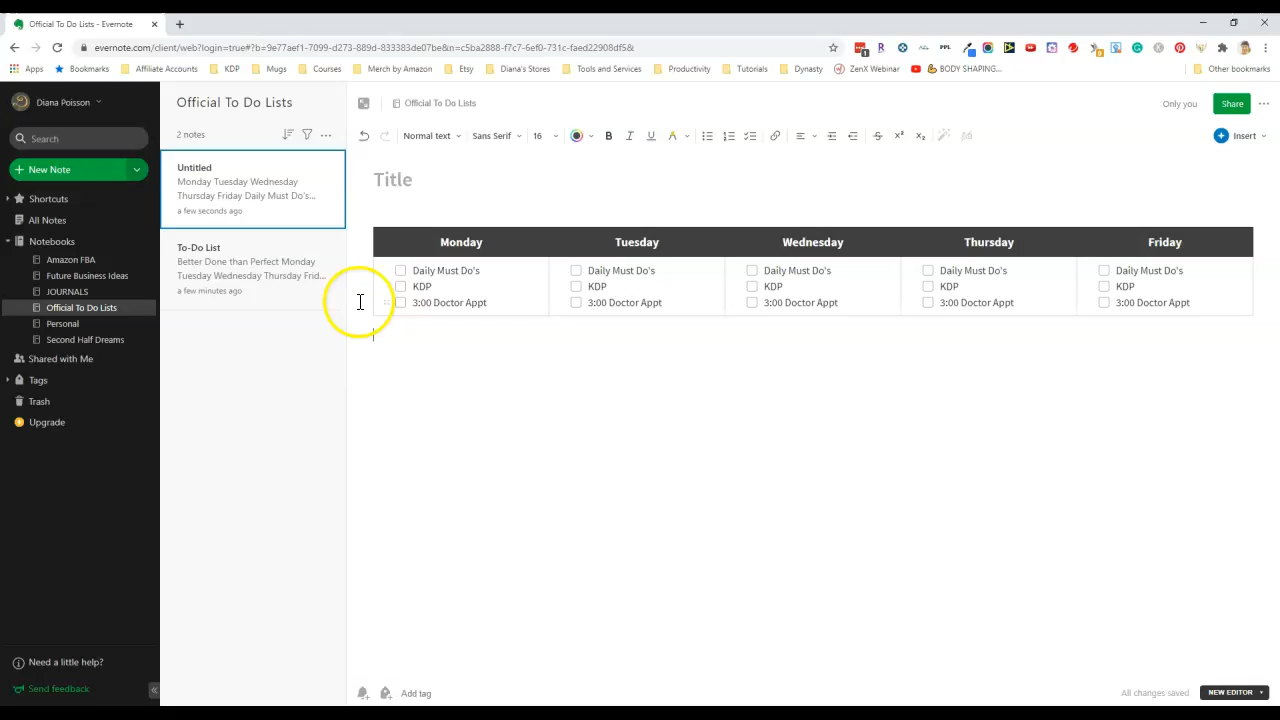 Official To Do Lists - Evernote
evernote.com/client/web?login=true#?b=9e77aef1-7099-d273-889d-833383de07be&n=c5ba2888-f7c7-6ef0-731c-faed22908df5&
Apps Bookmarks Affiliate Accounts KDP Mugs Courses Merch by Amazon Etsy Diana's Stores Tools and Services Productivity Tutorials Dynasty ZenX Webinar BODY SHAPING... Other bookmarks
Diana Poisson
Search
New Note
Shortcuts
All Notes
Notebooks
Amazon FBA
Future Business Ideas
JOURNALS
Official To Do Lists
Personal
Second Half Dreams
Shared with Me
Tags
Trash
Upgrade
Need a little help?
Send feedback
Official To Do Lists
2 notes
Untitled
Monday Tuesday Wednesday
Thursday Friday Daily Must Do's...
a few seconds ago
To-Do List
Better Done than Perfect Monday
Tuesday Wednesday Thursday Frid...
a few minutes ago
Official To Do Lists Only you Share
Normal text Sans Serif 16 Insert
Title
Monday Tuesday Wednesday Thursday Friday
Daily Must Do's Daily Must Do's Daily Must Do's Daily Must Do's Daily Must Do's
KDP KDP KDP KDP KDP
3:00 Doctor Appt 3:00 Doctor Appt 3:00 Doctor Appt 3:00 Doctor Appt 3:00 Doctor Appt
Add tag All changes saved NEW EDITOR